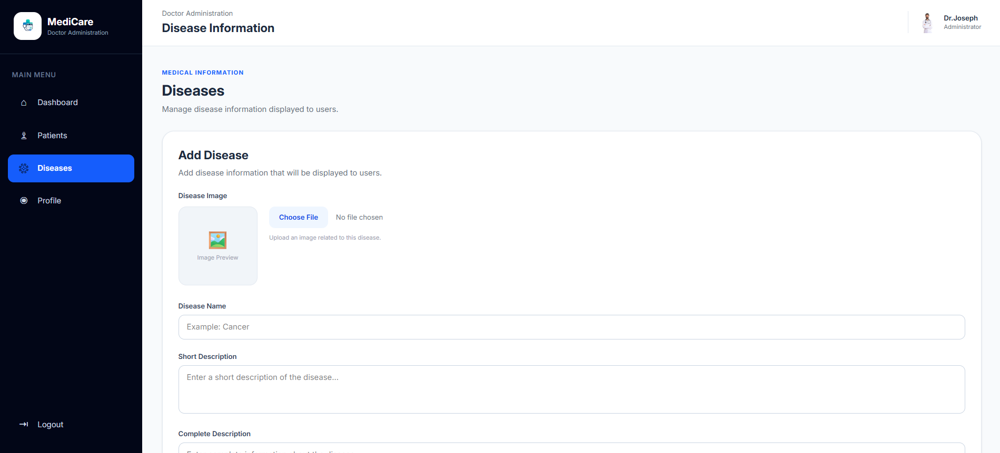 MediCare
Doctor Administration
MAIN MENU
Dashboard
Patients
Diseases
Profile
Logout
Doctor Administration
Disease Information
Dr.Joseph
Administrator
MEDICAL INFORMATION
Diseases
Manage disease information displayed to users.
Add Disease
Add disease information that will be displayed to users.
Disease Image
Image Preview
Choose File No file chosen
Upload an image related to this disease.
Disease Name
Example: Cancer
Short Description
Enter a short description of the disease...
Complete Description